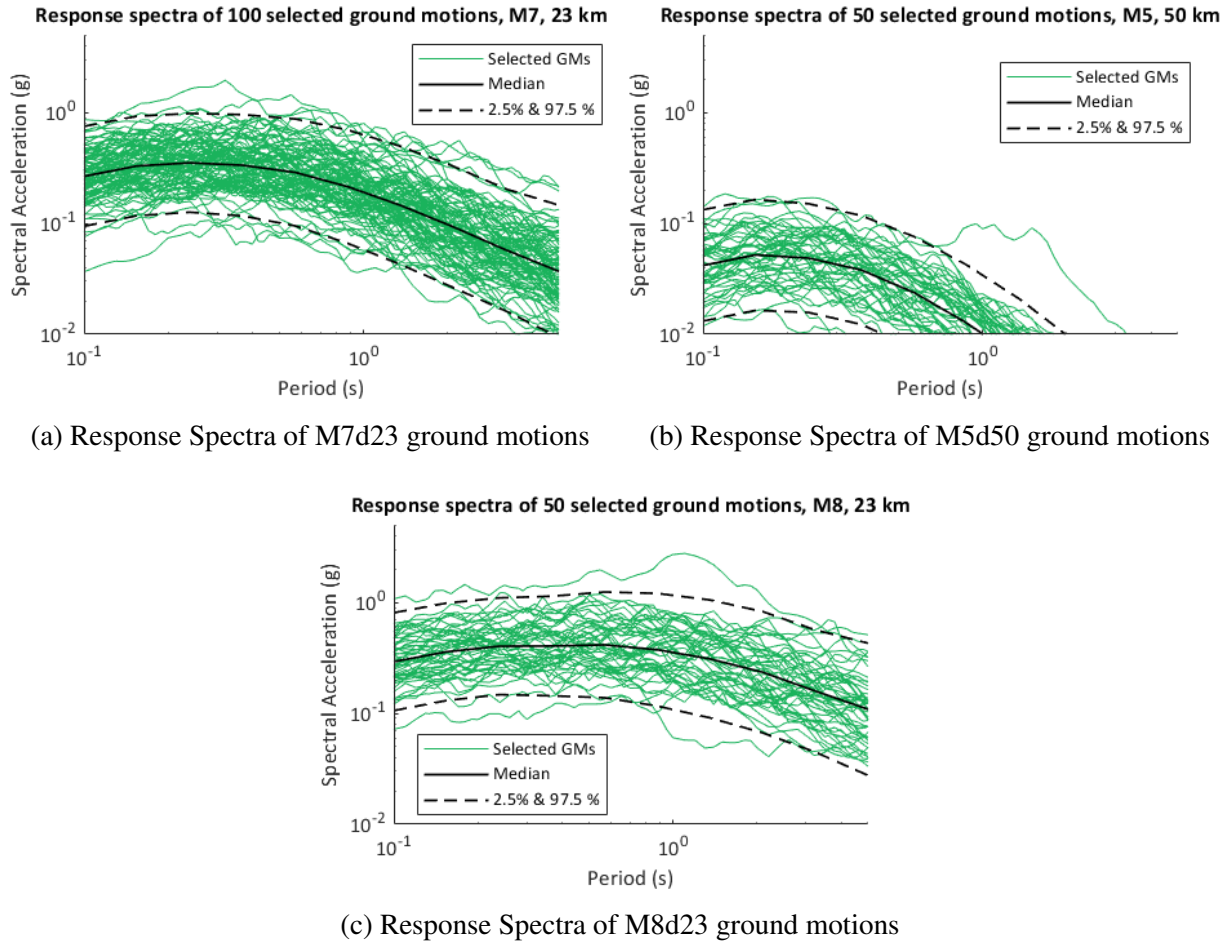 Response spectra of 100 selected ground motions, M7, 23 km
Spectral Acceleration (g)
10^0
10^-1
10^-2
10^-1
10^0
Period (s)
Selected GMs
Median
2.5% & 97.5 %
(a) Response Spectra of M7d23 ground motions
Response spectra of 50 selected ground motions, M5, 50 km
Spectral Acceleration (g)
10^0
10^-1
10^-2
10^-1
10^0
Period (s)
Selected GMs
Median
2.5% & 97.5 %
(b) Response Spectra of M5d50 ground motions
Response spectra of 50 selected ground motions, M8, 23 km
Spectral Acceleration (g)
10^0
10^-1
10^-2
10^-1
10^0
Period (s)
Selected GMs
Median
2.5% & 97.5 %
(c) Response Spectra of M8d23 ground motions